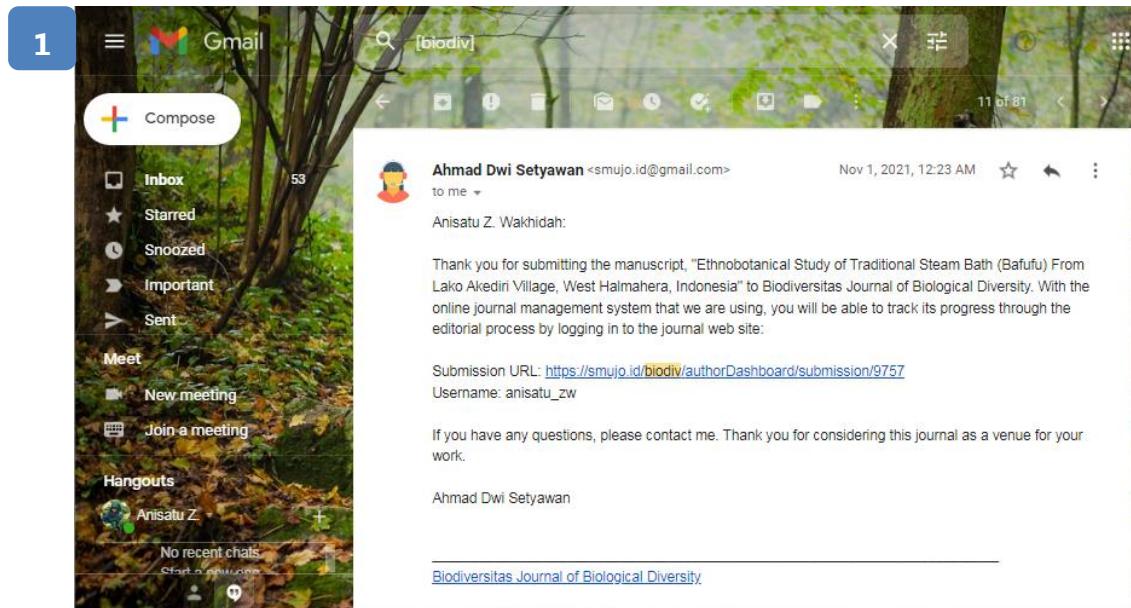 1
Gmail
[biodiv]
Compose
11 of 81
Inbox 53
Starred
Snoozed
Important
Sent
Meet
New meeting
Join a meeting
Hangouts
Anisatu Z.
No recent chats
Start a new one
Ahmad Dwi Setyawan <smujo.id@gmail.com> Nov 1, 2021, 12:23 AM
to me
Anisatu Z. Wakhidah:
Thank you for submitting the manuscript, "Ethnobotanical Study of Traditional Steam Bath (Bafufu) From
Lako Akediri Village, West Halmahera, Indonesia" to Biodiversitas Journal of Biological Diversity. With the
online journal management system that we are using, you will be able to track its progress through the
editorial process by logging in to the journal web site:
Submission URL: https://smujo.id/biodiv/authorDashboard/submission/9757
Username: anisatu_zw
If you have any questions, please contact me. Thank you for considering this journal as a venue for your
work.
Ahmad Dwi Setyawan
Biodiversitas Journal of Biological Diversity